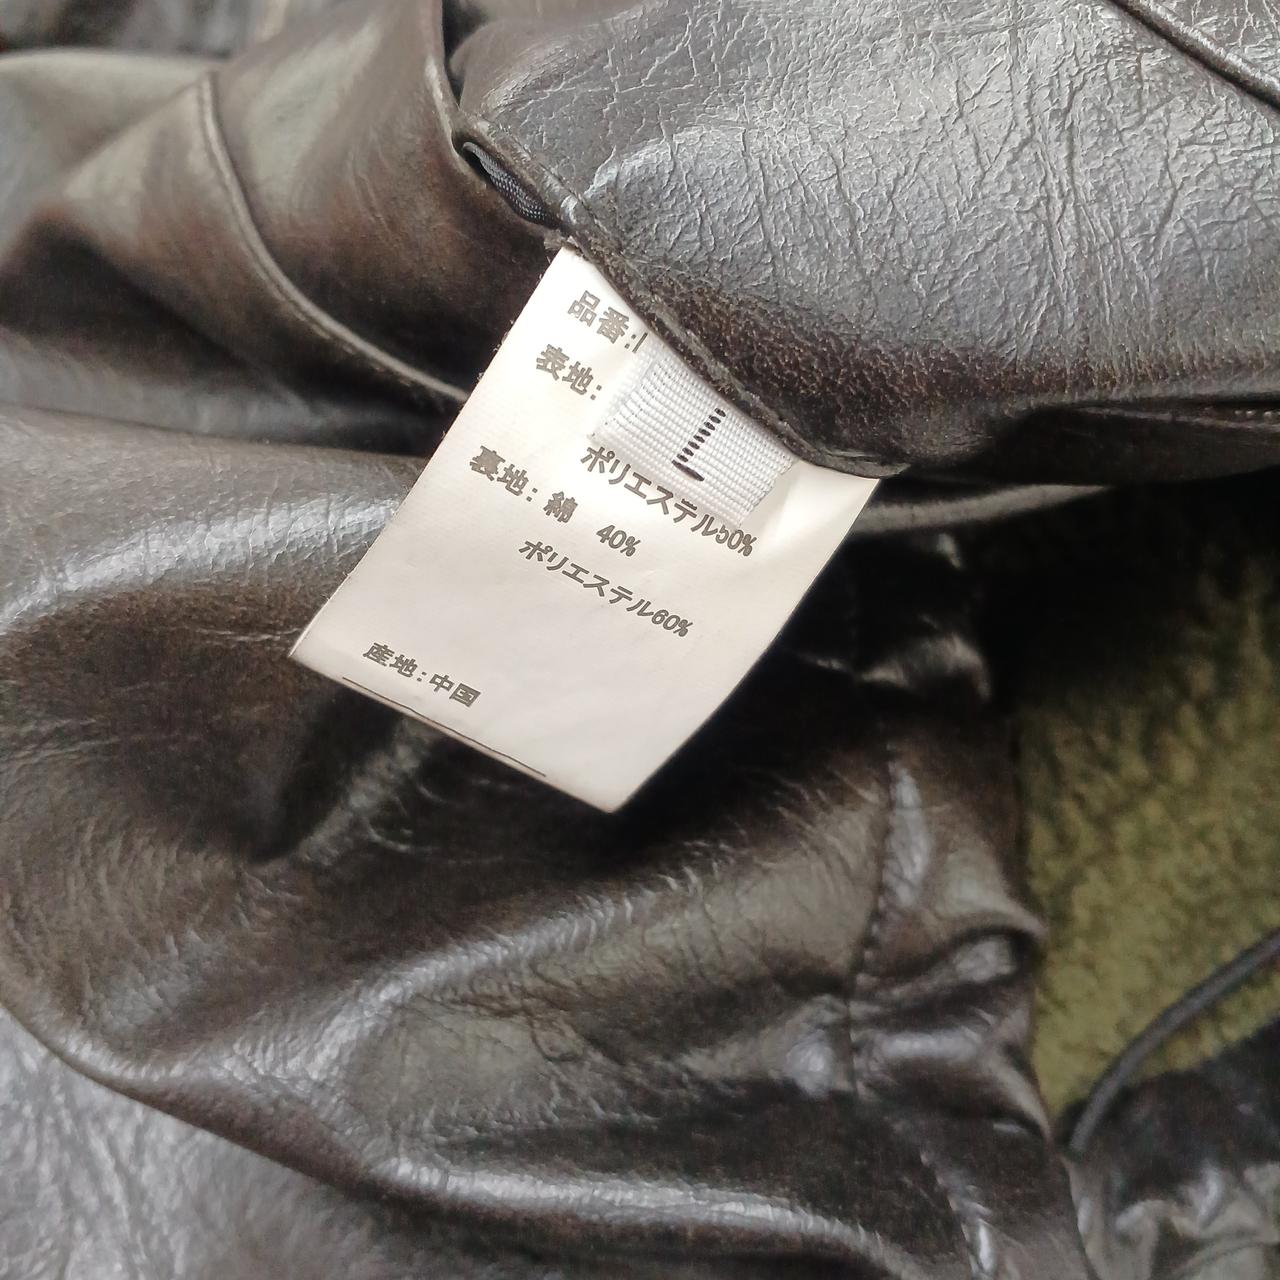 品番:
表地:
L
ポリエステル50%
裏地: 綿 40%
ポリエステル60%
産地:中国